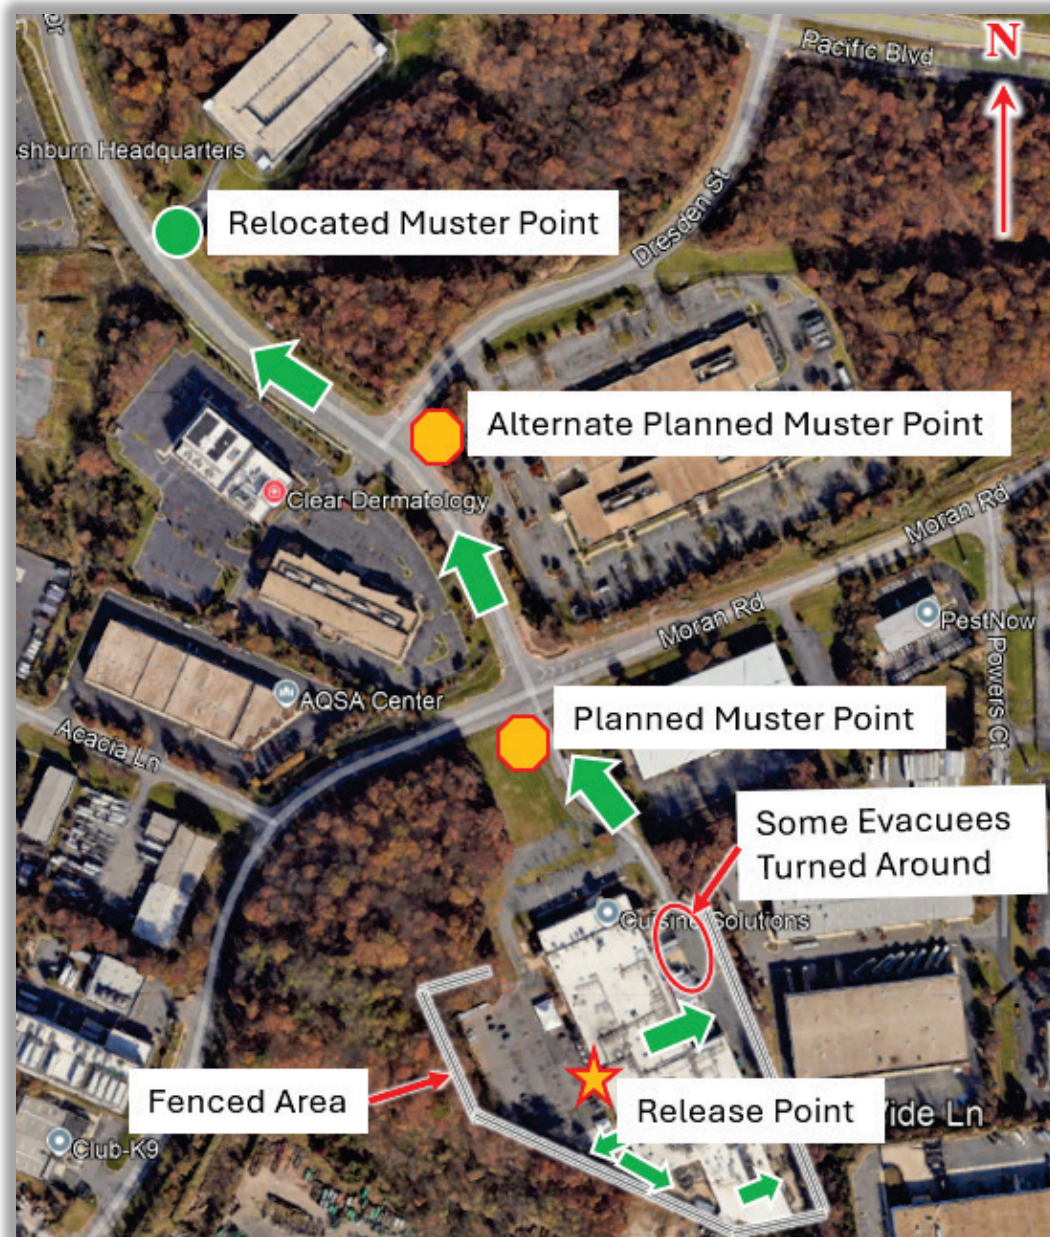 Pacific Blvd
N
shburn Headquarters
Relocated Muster Point
Dresden St
Alternate Planned Muster Point
Clear Dermatology
Moran Rd
Moran Rd
PestNow
Powers Ct
AQSA Center
Planned Muster Point
Acacia Ln
Some Evacuees
Turned Around
Cuisine Solutions
Fenced Area
Release Point
ide Ln
Club-K9